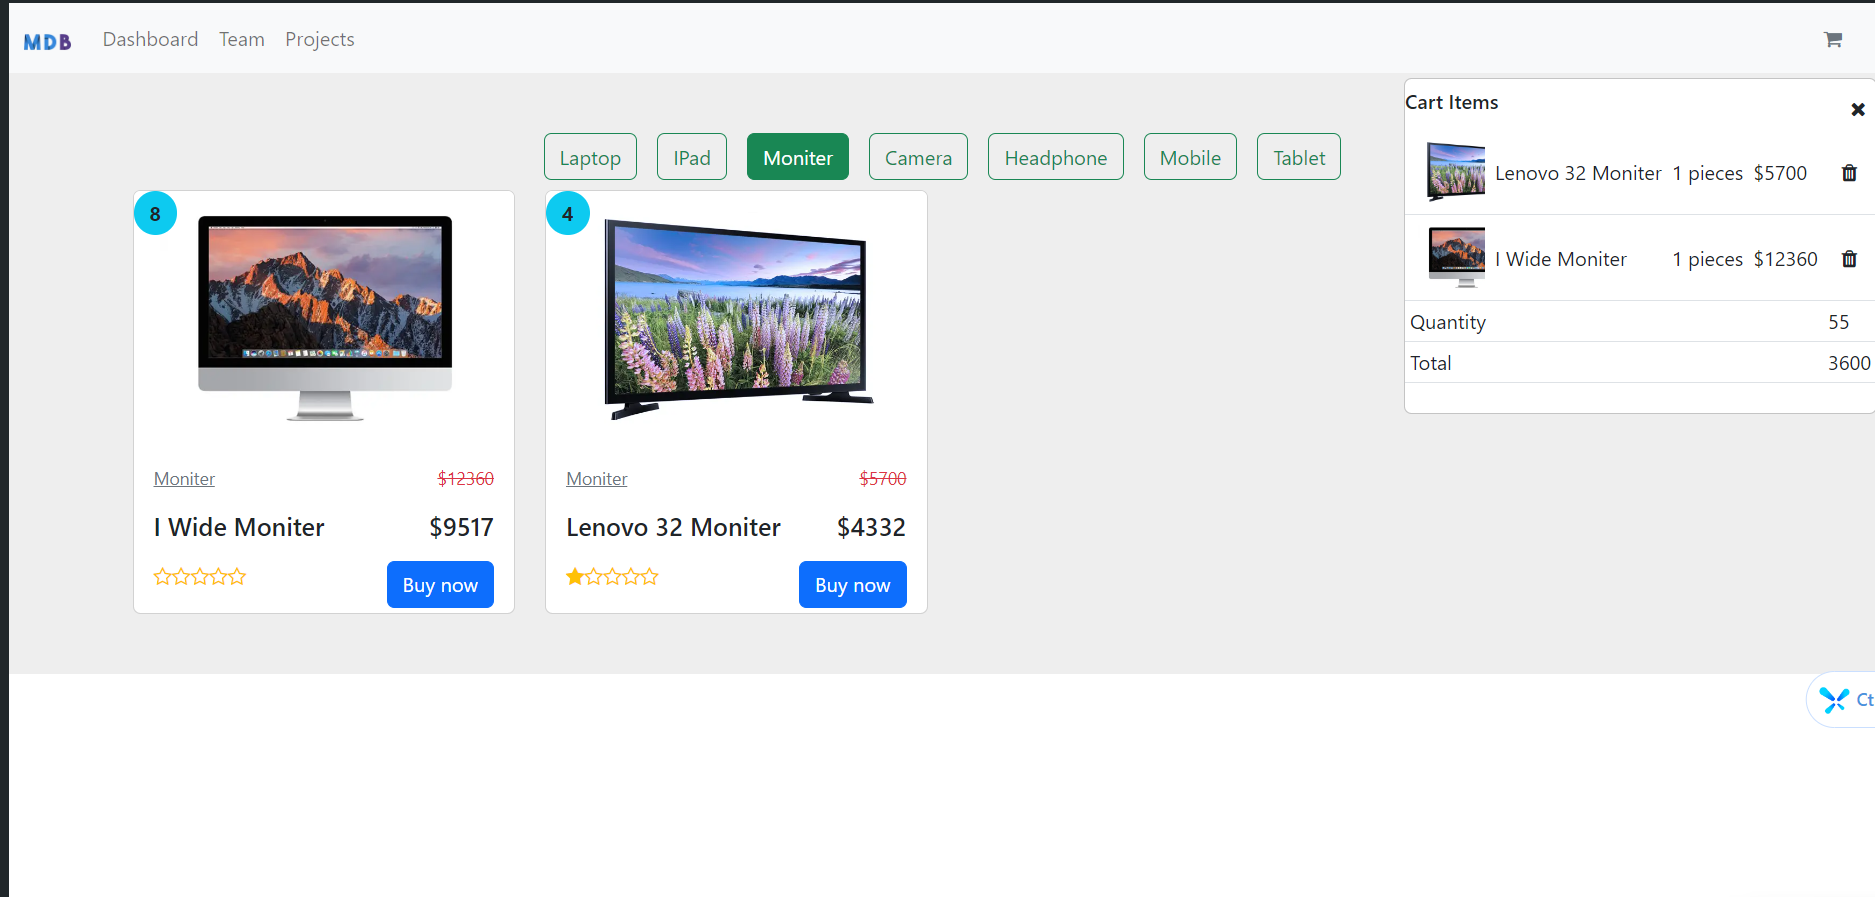 MDB Dashboard Team Projects
Laptop IPad Moniter Camera Headphone Mobile Tablet
8
Moniter $12360
I Wide Moniter $9517
Buy now
4
Moniter $5700
Lenovo 32 Moniter $4332
Buy now
Cart Items
Lenovo 32 Moniter 1 pieces $5700
I Wide Moniter 1 pieces $12360
Quantity 55
Total 3600
Ct